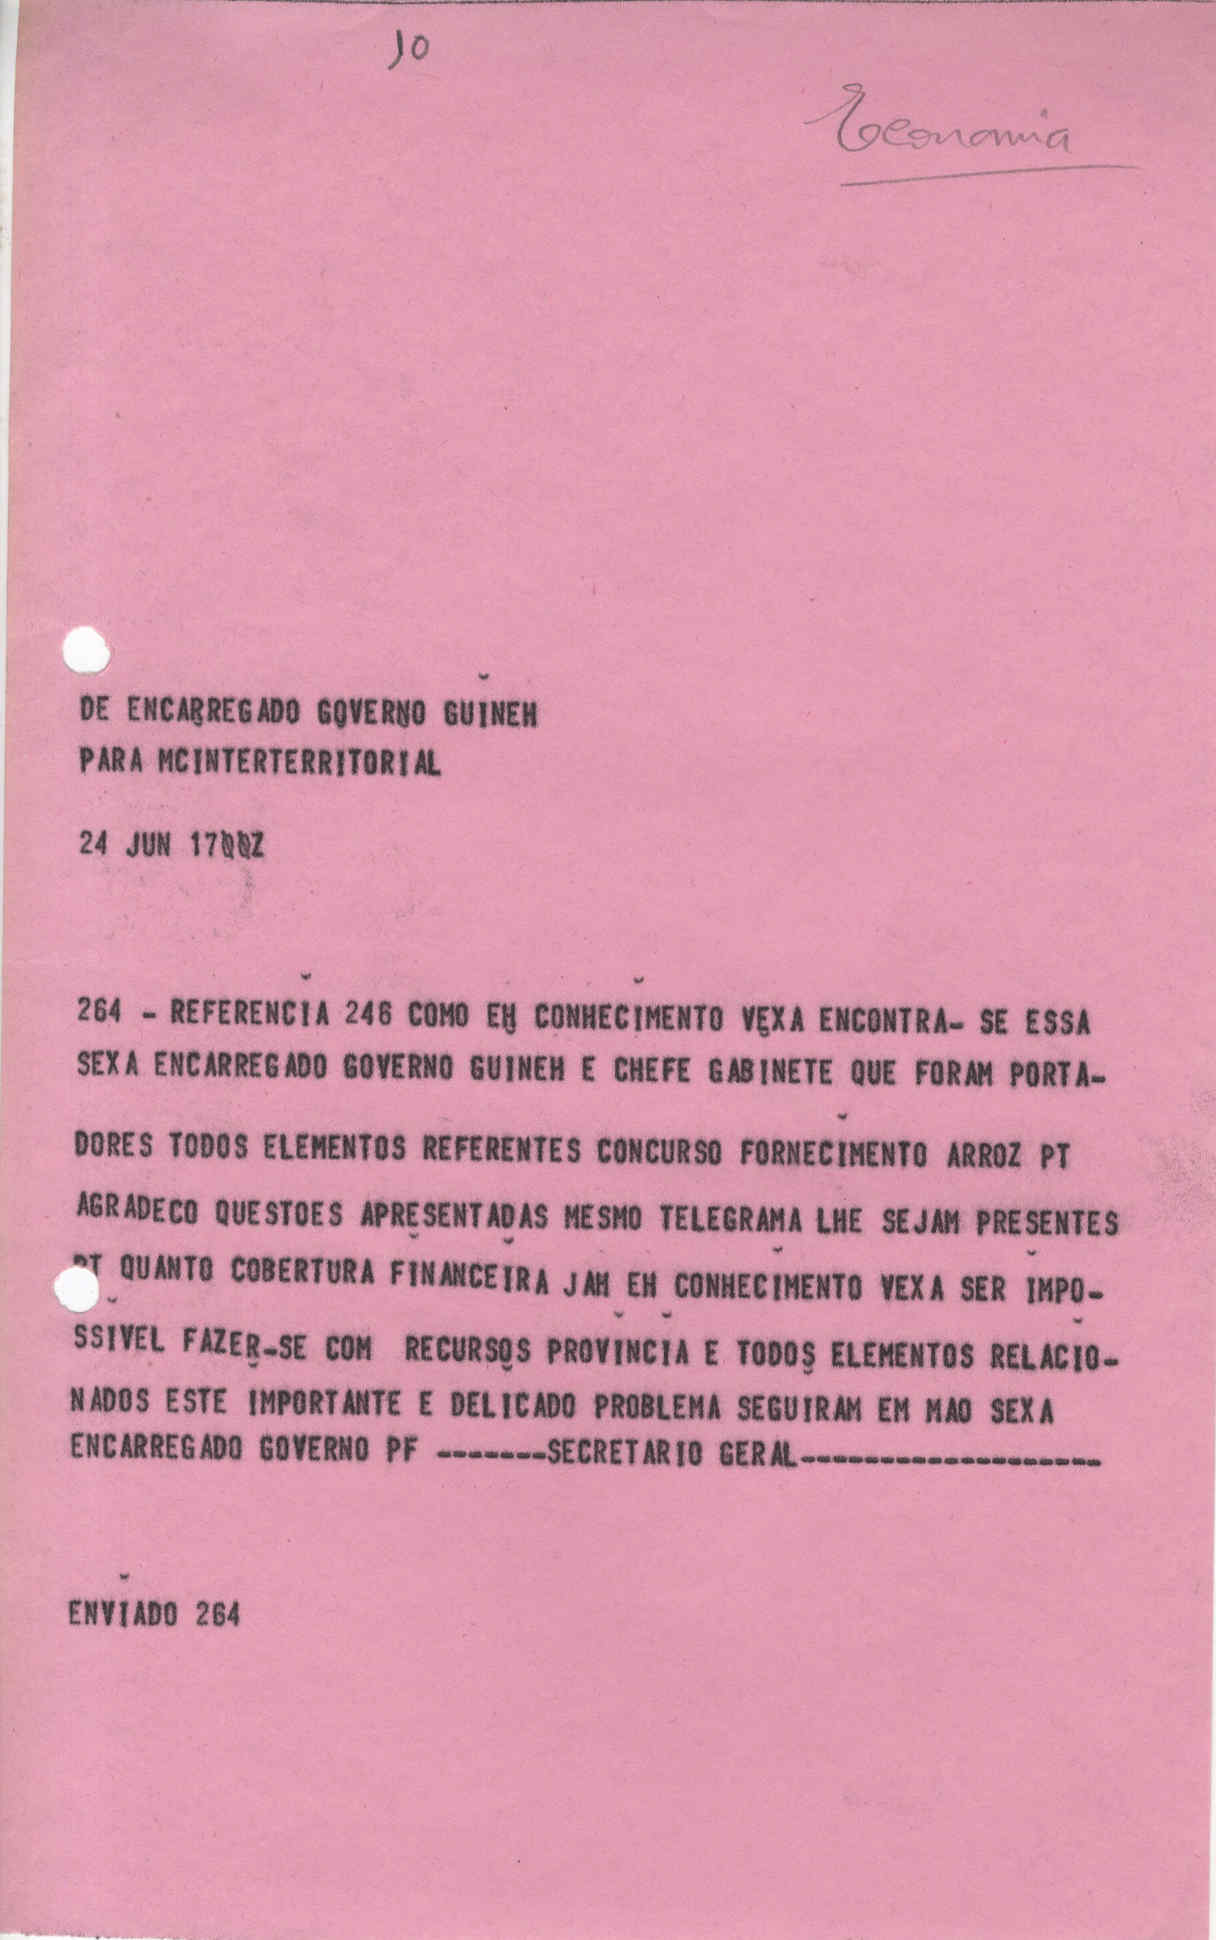 10
Economia
DE ENCARREGADO GOVERNO GUINEH
PARA MCINTERTERRITORIAL
24 JUN 1700Z
264 - REFERENCIA 246 COMO EH CONHECIMENTO VEXA ENCONTRA- SE ESSA
SEXA ENCARREGADO GOVERNO GUINEH E CHEFE GABINETE QUE FORAM PORTA-
DORES TODOS ELEMENTOS REFERENTES CONCURSO FORNECIMENTO ARROZ PT
AGRADECO QUESTOES APRESENTADAS MESMO TELEGRAMA LHE SEJAM PRESENTES
PT QUANTO COBERTURA FINANCEIRA JAH EH CONHECIMENTO VEXA SER IMPO-
SSIVEL FAZER-SE COM RECURSOS PROVINCIA E TODOS ELEMENTOS RELACIO-
NADOS ESTE IMPORTANTE E DELICADO PROBLEMA SEGUIRAM EM MAO SEXA
ENCARREGADO GOVERNO PF -------SECRETARIO GERAL-------------------
ENVIADO 264